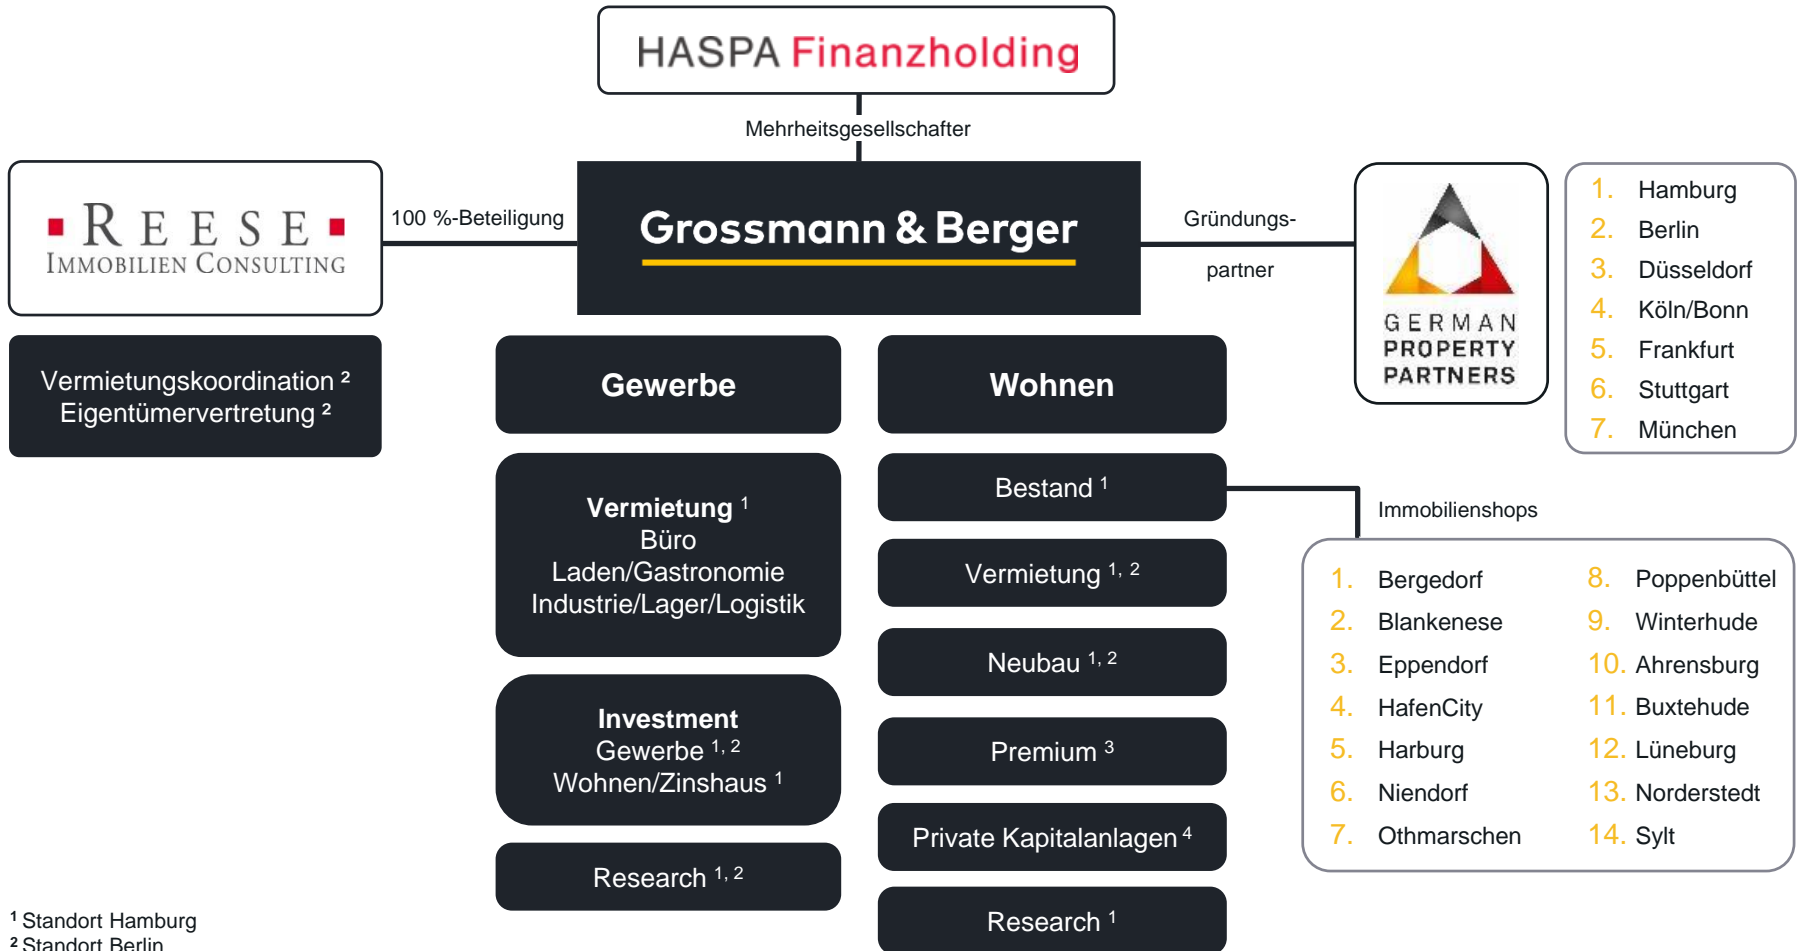 HASPA Finanzholding
Mehrheitsgesellschafter
REESE
IMMOBILIEN CONSULTING
100 %-Beteiligung
Grossmann & Berger
Gründungs-
partner
GERMAN
PROPERTY
PARTNERS
1. Hamburg
2. Berlin
3. Düsseldorf
4. Köln/Bonn
5. Frankfurt
6. Stuttgart
7. München
Vermietungskoordination ²
Eigentümervertretung ²
Gewerbe
Vermietung ¹
Büro
Laden/Gastronomie
Industrie/Lager/Logistik
Investment
Gewerbe ¹, ²
Wohnen/Zinshaus ¹
Research ¹, ²
Wohnen
Bestand ¹
Vermietung ¹, ²
Neubau ¹, ²
Premium ³
Private Kapitalanlagen ⁴
Research ¹
Immobilienshops
1. Bergedorf
2. Blankenese
3. Eppendorf
4. HafenCity
5. Harburg
6. Niendorf
7. Othmarschen
8. Poppenbüttel
9. Winterhude
10. Ahrensburg
11. Buxtehude
12. Lüneburg
13. Norderstedt
14. Sylt
¹ Standort Hamburg
² Standort Berlin